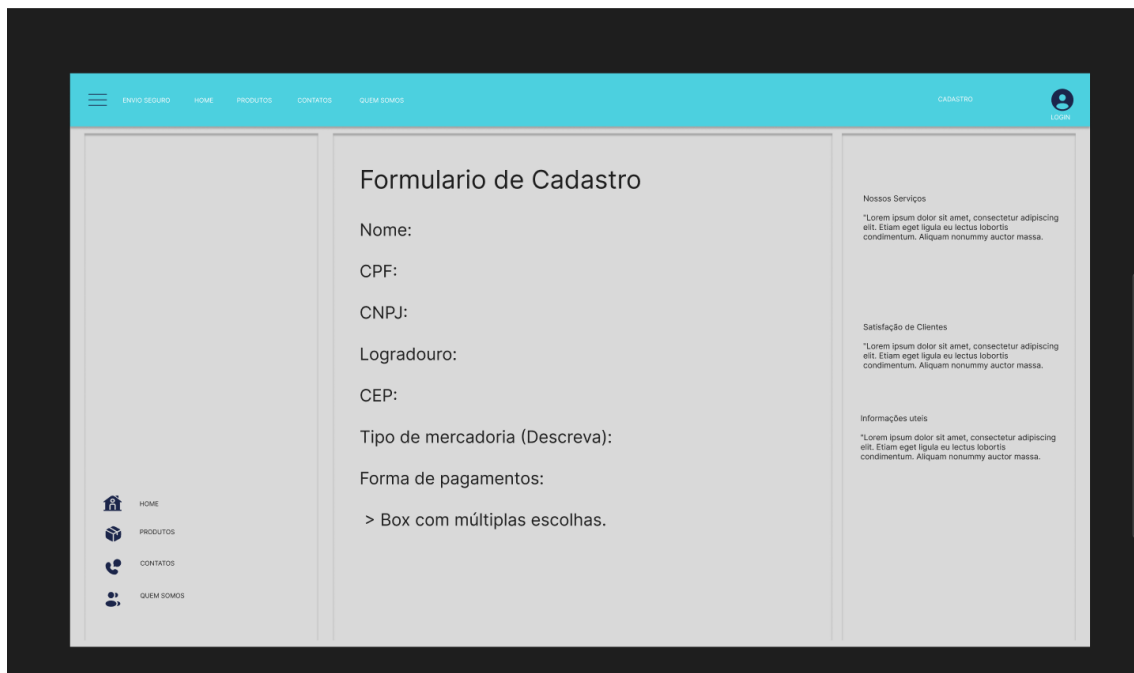 ENVIO SEGURO HOME PRODUTOS CONTATOS QUEM SOMOS CADASTRO
LOGIN
Formulario de Cadastro
Nome:
CPF:
CNPJ:
Logradouro:
CEP:
Tipo de mercadoria (Descreva):
Forma de pagamentos:
> Box com múltiplas escolhas.
HOME
PRODUTOS
CONTATOS
QUEM SOMOS
Nossos Serviços
"Lorem ipsum dolor sit amet, consectetur adipiscing
elit. Etiam eget ligula eu lectus lobortis
condimentum. Aliquam nonummy auctor massa.
Satisfação de Clientes
"Lorem ipsum dolor sit amet, consectetur adipiscing
elit. Etiam eget ligula eu lectus lobortis
condimentum. Aliquam nonummy auctor massa.
Informações uteis
"Lorem ipsum dolor sit amet, consectetur adipiscing
elit. Etiam eget ligula eu lectus lobortis
condimentum. Aliquam nonummy auctor massa.